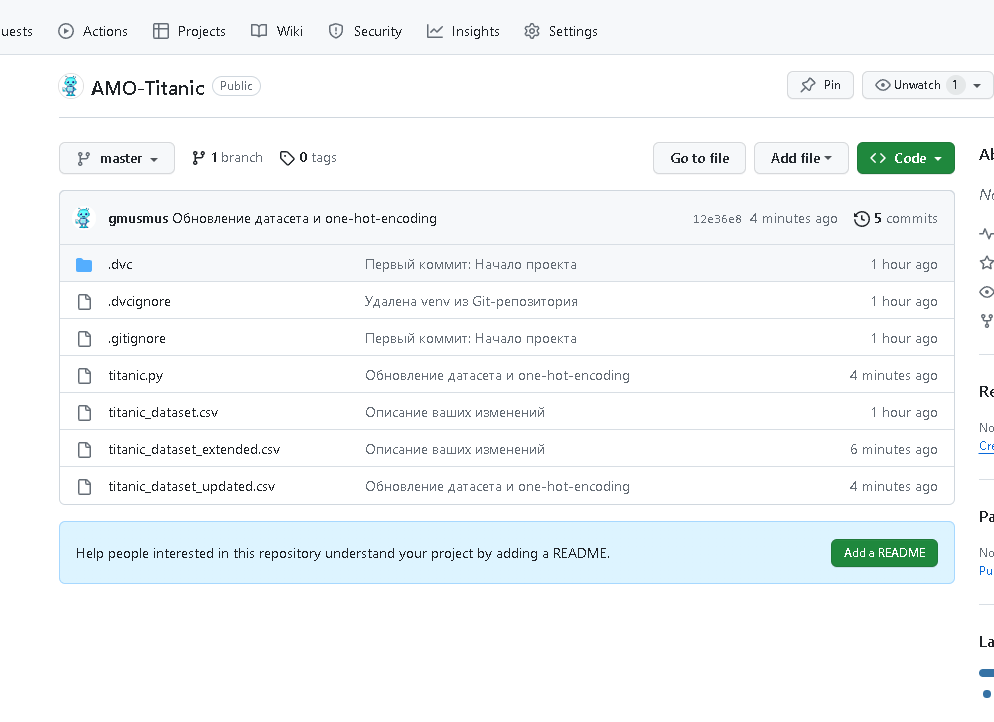 uests Actions Projects Wiki Security Insights Settings
AMO-Titanic Public Pin Unwatch 1
master 1 branch 0 tags Go to file Add file Code
gmusmus Обновление датасета и one-hot-encoding 12e36e8 4 minutes ago 5 commits
.dvc Первый коммит: Начало проекта 1 hour ago
.dvcignore Удалена venv из Git-репозитория 1 hour ago
.gitignore Первый коммит: Начало проекта 1 hour ago
titanic.py Обновление датасета и one-hot-encoding 4 minutes ago
titanic_dataset.csv Описание ваших изменений 1 hour ago
titanic_dataset_extended.csv Описание ваших изменений 6 minutes ago
titanic_dataset_updated.csv Обновление датасета и one-hot-encoding 4 minutes ago
Help people interested in this repository understand your project by adding a README. Add a README
Ab
No
Re
No
Cre
Pa
No
Pu
La